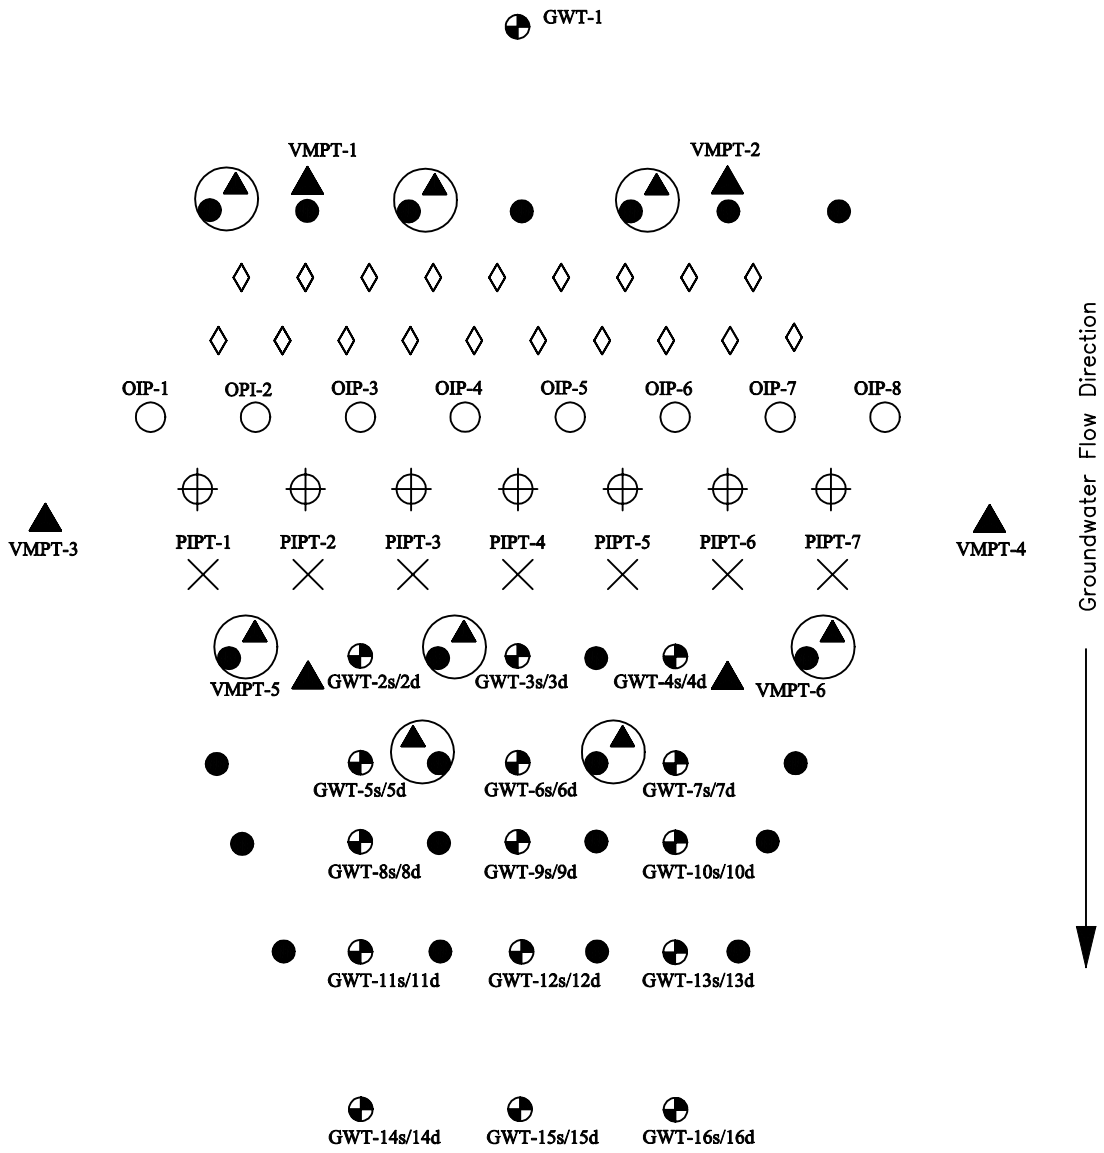 GWT-1
VMPT-1
VMPT-2
OIP-1
OPI-2
OIP-3
OIP-4
OIP-5
OIP-6
OIP-7
OIP-8
Groundwater Flow Direction
VMPT-3
PIPT-1
PIPT-2
PIPT-3
PIPT-4
PIPT-5
PIPT-6
PIPT-7
VMPT-4
VMPT-5
GWT-2s/2d
GWT-3s/3d
GWT-4s/4d
VMPT-6
GWT-5s/5d
GWT-6s/6d
GWT-7s/7d
GWT-8s/8d
GWT-9s/9d
GWT-10s/10d
GWT-11s/11d
GWT-12s/12d
GWT-13s/13d
GWT-14s/14d
GWT-15s/15d
GWT-16s/16d